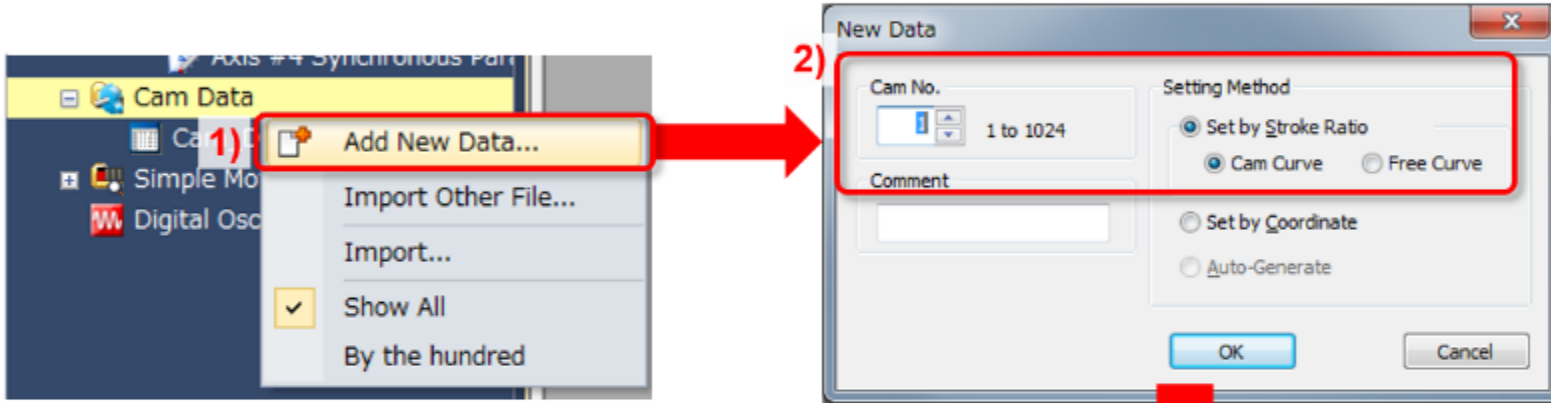 Axis #4 Synchronous Para
Cam Data
Cam
1)
Add New Data...
Simple Mo
Import Other File...
Digital Osc
Import...
Show All
By the hundred
2)
New Data
Cam No.
1
1 to 1024
Comment
Setting Method
Set by Stroke Ratio
Cam Curve
Free Curve
Set by Coordinate
Auto-Generate
OK
Cancel